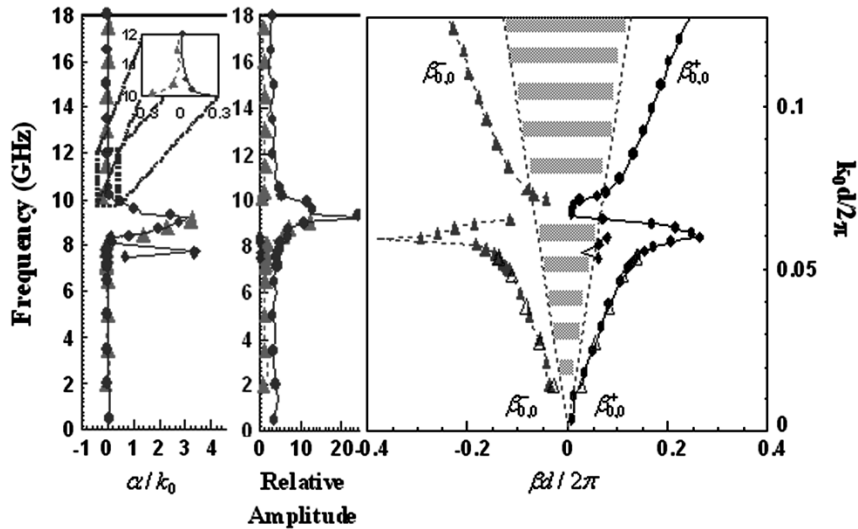 18
16
14
12
10
8
6
4
2
0
Frequency (GHz)
-1 0 1 2 3 4
α / k₀
12
10
-0.3 0 0.3
18
16
14
12
10
8
6
4
2
0
0 10 20
Relative
Amplitude
β⁻₀,₀
β⁺₀,₀
β⁻₀,₀
β⁺₀,₀
-0.4 -0.2 0 0.2 0.4
βd / 2π
0.1
0.05
0
k₀d/2π